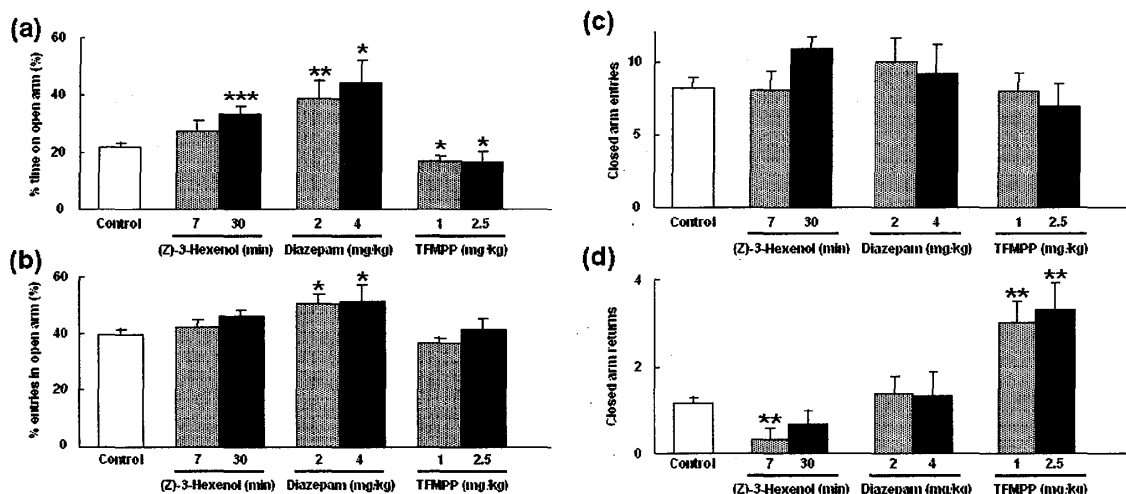 (a)
60
40
20
0
% time on open arm (%)
***
**
*
*
*
Control
7 30
2 4
1 2.5
(Z)-3-Hexenol (min)
Diazepam (mg/kg)
TFMPP (mg/kg)
(b)
60
40
20
0
% entries in open arm (%)
*
*
Control
7 30
2 4
1 2.5
(Z)-3-Hexenol (min)
Diazepam (mg/kg)
TFMPP (mg/kg)
(c)
10
5
0
Closed arm entries
Control
7 30
2 4
1 2.5
(Z)-3-Hexenol (min)
Diazepam (mg/kg)
TFMPP (mg/kg)
(d)
4
2
0
Closed arm returns
**
**
**
Control
7 30
2 4
1 2.5
(Z)-3-Hexenol (min)
Diazepam (mg/kg)
TFMPP (mg/kg)